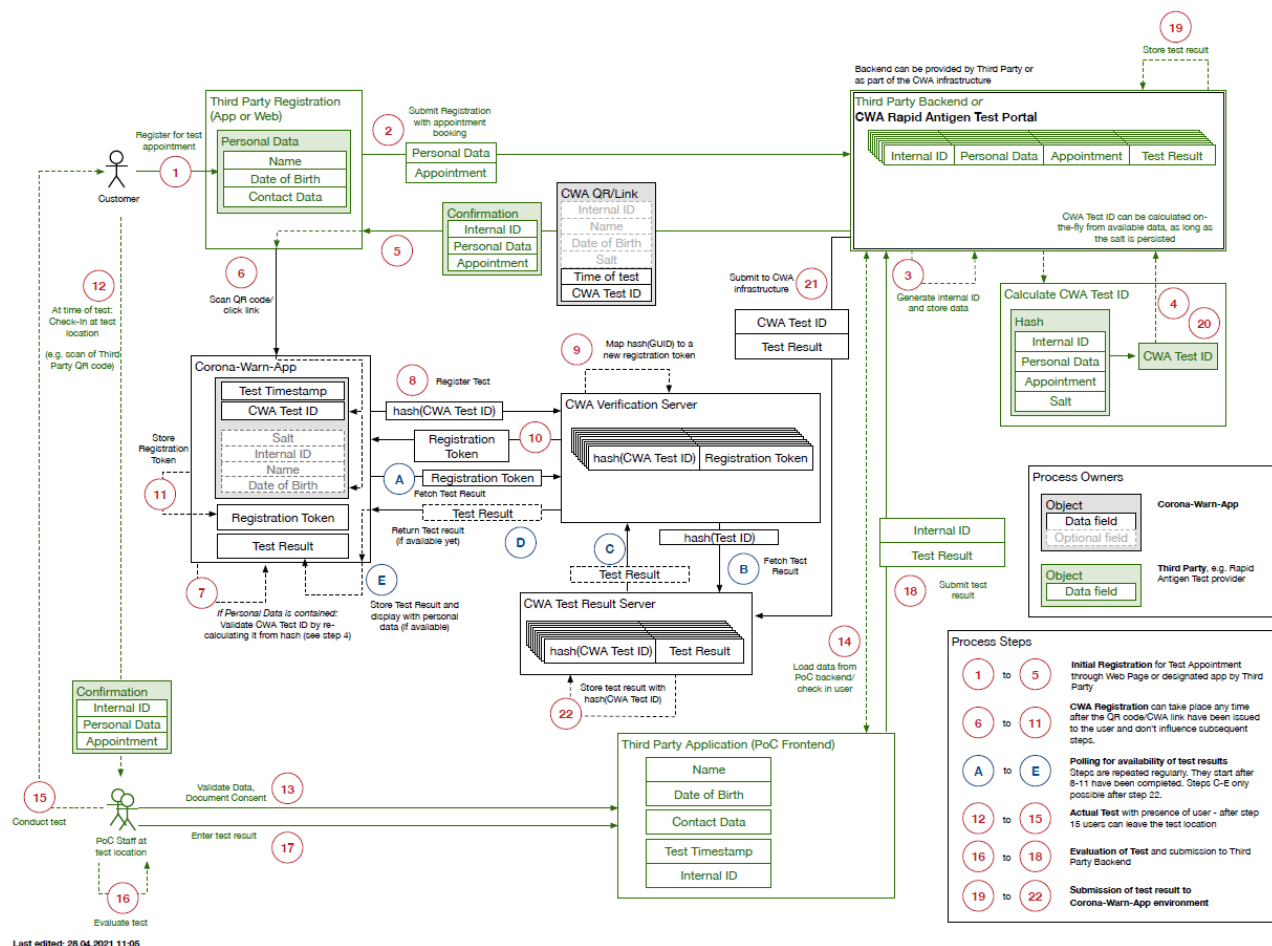 19
Store test result
Backend can be provided by Third Party or
as part of the CWA infrastructure
Third Party Registration
(App or Web)
Personal Data
Name
Date of Birth
Contact Data
Register for test
appointment
1
Customer
2
Submit Registration
with appointment
booking
Personal Data
Appointment
Third Party Backend or
CWA Rapid Antigen Test Portal
Internal ID
Personal Data
Appointment
Test Result
CWA Test ID can be calculated on-
the-fly from available data, as long as
the salt is persisted
CWA QR/Link
Internal ID
Name
Date of Birth
Salt
Time of test
CWA Test ID
Confirmation
Internal ID
Personal Data
Appointment
5
6
Scan QR code/
click link
12
At time of test:
Check-In at test
location
(e.g. scan of Third
Party QR code)
Submit to CWA
infrastructure
21
CWA Test ID
Test Result
3
Generate internal ID
and store data
Calculate CWA Test ID
Hash
Internal ID
Personal Data
Appointment
Salt
4
20
CWA Test ID
9
Map hash(GUID) to a
new registration token
Corona-Warn-App
Test Timestamp
CWA Test ID
Salt
Internal ID
Name
Date of Birth
Registration Token
Test Result
Store
Registration
Token
11
8
Register Test
hash(CWA Test ID)
Registration
Token
10
A
Registration Token
Fetch Test Result
Test Result
Return Test result
(if available yet)
D
CWA Verification Server
hash(CWA Test ID)
Registration Token
hash(Test ID)
C
B
Fetch Test
Result
Test Result
7
If Personal Data is contained:
Validate CWA Test ID by re-
calculating it from hash (see step 4)
E
Store Test Result and
display with personal
data (if available)
CWA Test Result Server
hash(CWA Test ID)
Test Result
Store test result with
hash(CWA Test ID)
22
Internal ID
Test Result
18
Submit test
result
14
Load data from
PoC backend/
check in user
Process Owners
Object
Data field
Optional field
Corona-Warn-App
Object
Data field
Third Party, e.g. Rapid
Antigen Test provider
Process Steps
1 to 5
Initial Registration for Test Appointment
through Web Page or designated app by Third
Party
6 to 11
CWA Registration can take place any time
after the QR code/CWA link have been issued
to the user and don't influence subsequent
steps.
A to E
Polling for availability of test results
Steps are repeated regularly. They start after
8-11 have been completed. Steps C-E only
possible after step 22.
12 to 15
Actual Test with presence of user - after step
15 users can leave the test location
16 to 18
Evaluation of Test and submission to Third
Party Backend
19 to 22
Submission of test result to
Corona-Warn-App environment
Confirmation
Internal ID
Personal Data
Appointment
15
Conduct test
PoC Staff at
test location
Validate Data,
Document Consent
13
Enter test result
17
16
Evaluate test
Third Party Application (PoC Frontend)
Name
Date of Birth
Contact Data
Test Timestamp
Internal ID
Last edited: 28.04.2021 11:05